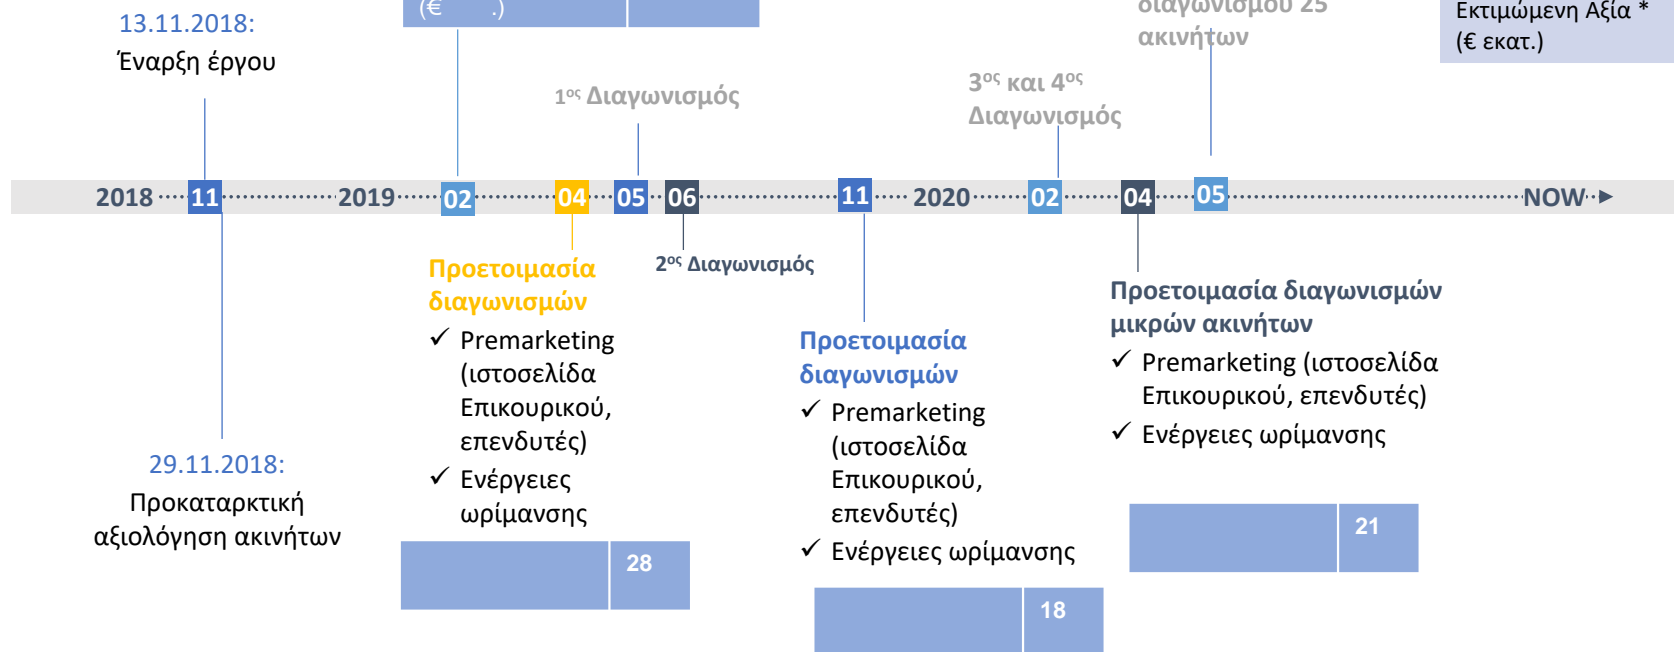 13.11.2018:
Έναρξη έργου
(€ .)
διαγωνισμού 25
ακινήτων
Εκτιμώμενη Αξία *
(€ εκατ.)
1ος Διαγωνισμός
3ος και 4ος
Διαγωνισμός
2018 11 2019 02 04 05 06 11 2020 02 04 05 NOW
29.11.2018:
Προκαταρκτική
αξιολόγηση ακινήτων
Προετοιμασία
διαγωνισμών
✓ Premarketing
(ιστοσελίδα
Επικουρικού,
επενδυτές)
✓ Ενέργειες
ωρίμανσης
28
2ος Διαγωνισμός
Προετοιμασία
διαγωνισμών
✓ Premarketing
(ιστοσελίδα
Επικουρικού,
επενδυτές)
✓ Ενέργειες ωρίμανσης
18
Προετοιμασία διαγωνισμών
μικρών ακινήτων
✓ Premarketing (ιστοσελίδα
Επικουρικού, επενδυτές)
✓ Ενέργειες ωρίμανσης
21